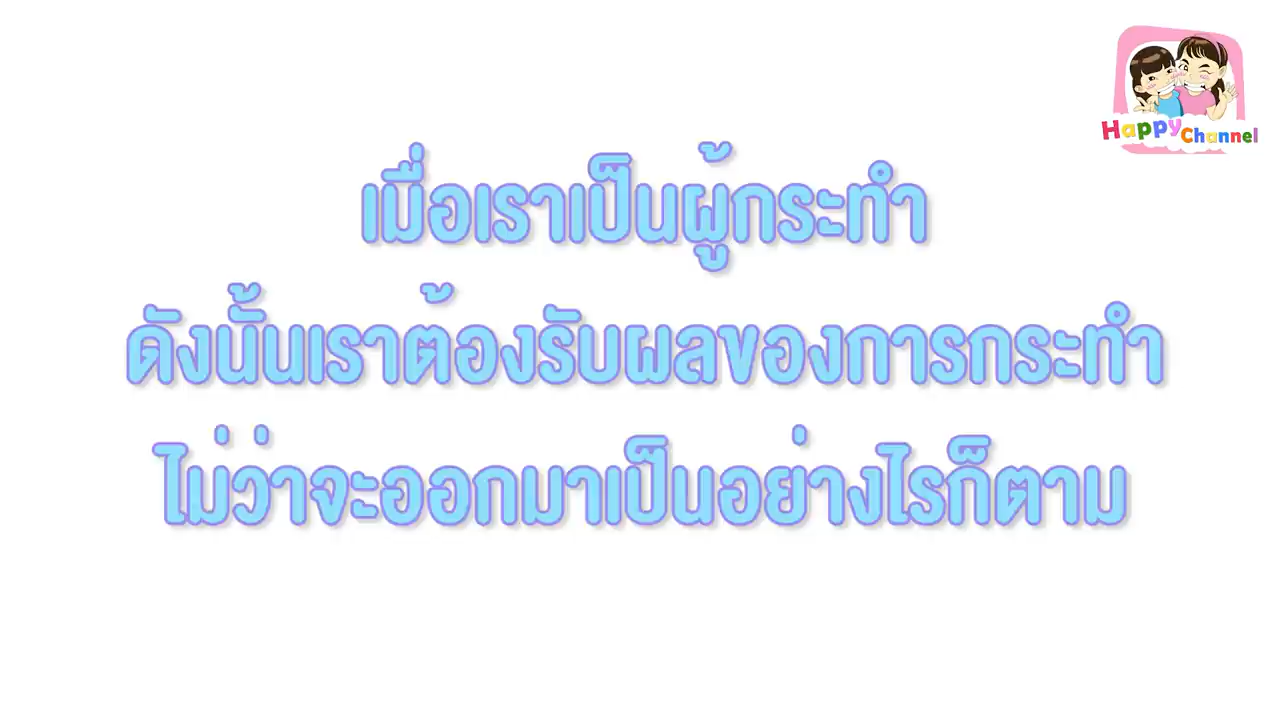 Happy Channel
เมื่อเราเป็นผู้กระทำ
ดังนั้นเราต้องรับผลของการกระทำ
ไม่ว่าจะออกมาเป็นอย่างไรก็ตาม